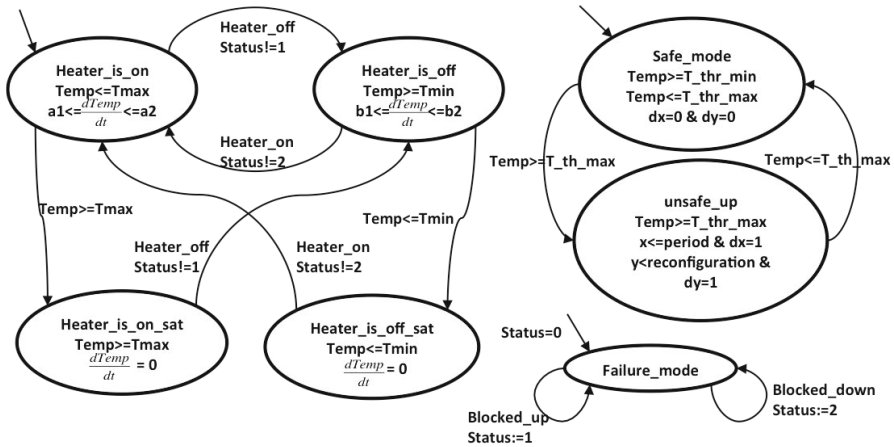 Heater_off
Status!=1
Heater_is_on
Temp<=Tmax
a1<=dTemp/dt<=a2
Heater_is_off
Temp>=Tmin
b1<=dTemp/dt<=b2
Heater_on
Status!=2
Temp>=Tmax
Temp<=Tmin
Heater_off
Status!=1
Heater_on
Status!=2
Heater_is_on_sat
Temp>=Tmax
dTemp/dt = 0
Heater_is_off_sat
Temp<=Tmin
dTemp/dt = 0
Safe_mode
Temp>=T_thr_min
Temp<=T_thr_max
dx=0 & dy=0
Temp>=T_th_max
Temp<=T_th_max
unsafe_up
Temp>=T_thr_max
x<=period & dx=1
y<reconfiguration &
dy=1
Status=0
Failure_mode
Blocked_up
Status:=1
Blocked_down
Status:=2